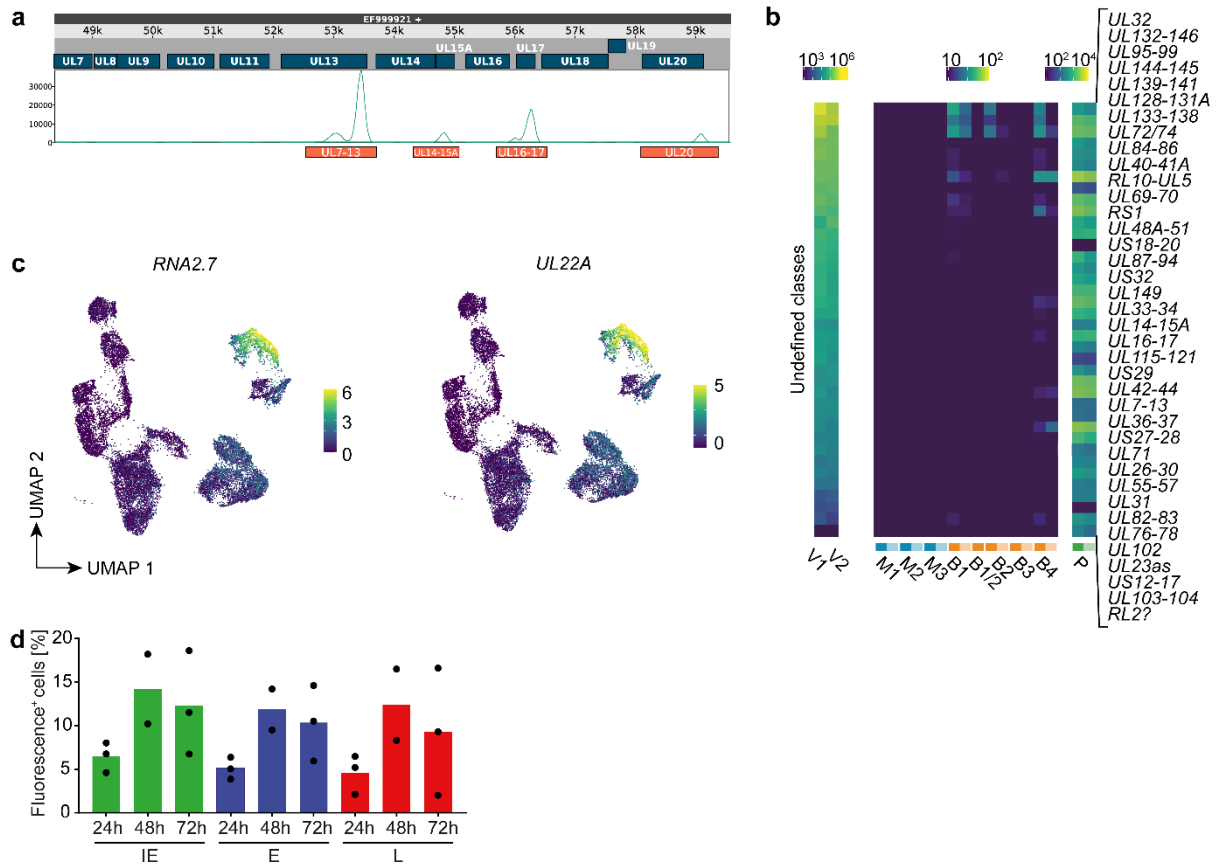 a
EF999921 +
49k 50k 51k 52k 53k 54k 55k 56k 57k 58k 59k
UL15A UL17 UL19
UL7 UL8 UL9 UL10 UL11 UL13 UL14 UL16 UL18 UL20
30000
20000
10000
0
UL7-13 UL14-15A UL16-17 UL20
b
10³ 10⁶
10 10²
10² 10⁴
Undefined classes
V1 V2 M1 M2 M3 B1 B1/2 B2 B3 B4 P
UL32
UL132-146
UL95-99
UL144-145
UL139-141
UL128-131A
UL133-138
UL72/74
UL84-86
UL40-41A
RL10-UL5
UL69-70
RS1
UL48A-51
US18-20
UL87-94
US32
UL149
UL33-34
UL14-15A
UL16-17
UL115-121
US29
UL42-44
UL7-13
UL36-37
US27-28
UL71
UL26-30
UL55-57
UL31
UL82-83
UL76-78
UL102
UL23as
US12-17
UL103-104
RL2?
c
RNA2.7
6
3
0
UL22A
5
0
UMAP 2
UMAP 1
d
Fluorescence⁺ cells [%]
20
15
10
5
0
24h 48h 72h 24h 48h 72h 24h 48h 72h
IE E L